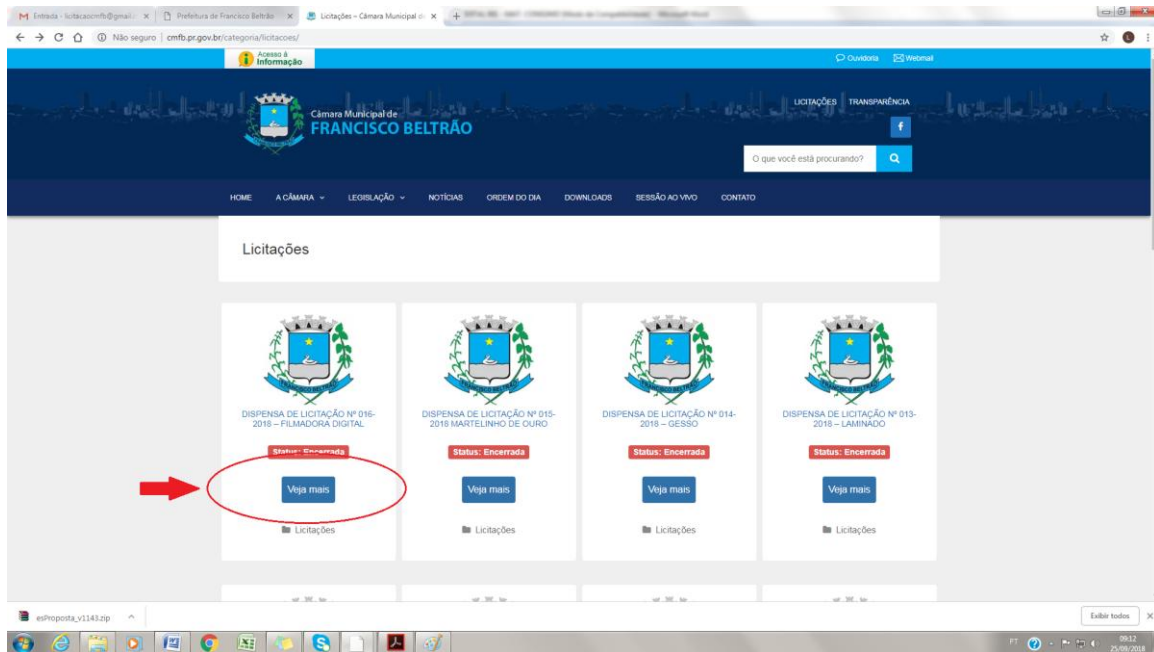 Entrada - licitacaocmfb@gmail.c
Prefeitura de Francisco Beltrão
Licitações – Câmara Municipal d
Não seguro | cmfb.pr.gov.br/categoria/licitacoes/
Acesso à
Informação
Ouvidoria
Webmail
Câmara Municipal de
FRANCISCO BELTRÃO
LICITAÇÕES
TRANSPARÊNCIA
f
O que você está procurando?
HOME
A CÂMARA
LEGISLAÇÃO
NOTÍCIAS
ORDEM DO DIA
DOWNLOADS
SESSÃO AO VIVO
CONTATO
Licitações
DISPENSA DE LICITAÇÃO Nº 016-
2018 – FILMADORA DIGITAL
Status: Encerrada
Veja mais
Licitações
DISPENSA DE LICITAÇÃO Nº 015-
2018 MARTELINHO DE OURO
Status: Encerrada
Veja mais
Licitações
DISPENSA DE LICITAÇÃO Nº 014-
2018 – GESSO
Status: Encerrada
Veja mais
Licitações
DISPENSA DE LICITAÇÃO Nº 013-
2018 – LAMINADO
Status: Encerrada
Veja mais
Licitações
esProposta_v1143.zip
Exibir todos
PT
09:12
25/09/2018